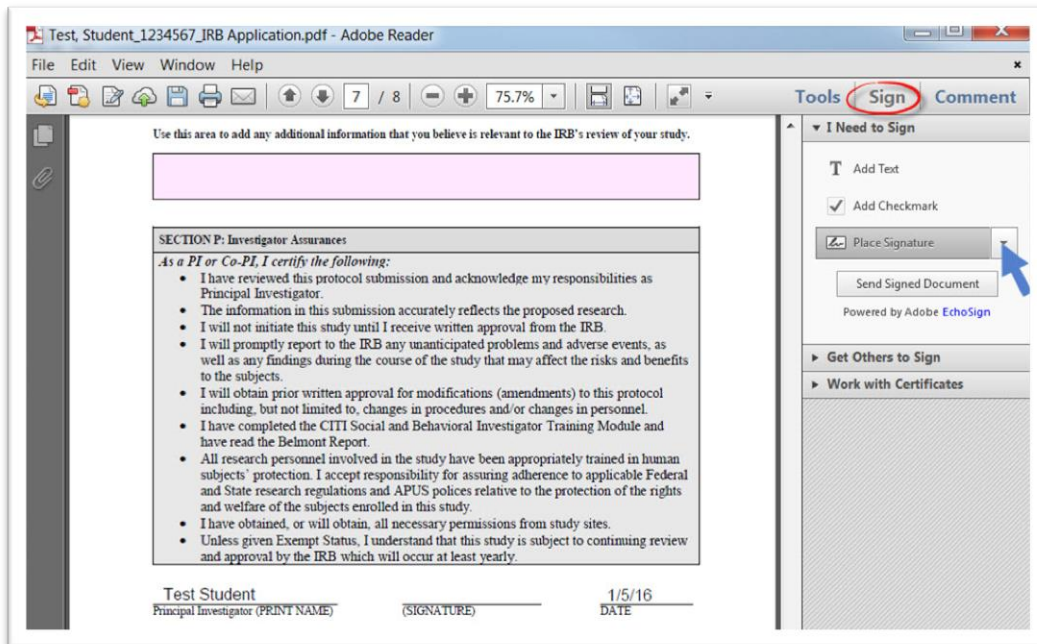 Test, Student_1234567_IRB Application.pdf - Adobe Reader
File Edit View Window Help
7 / 8 75.7% Tools Sign Comment
Use this area to add any additional information that you believe is relevant to the IRB's review of your study.
SECTION P: Investigator Assurances
As a PI or Co-PI, I certify the following:
• I have reviewed this protocol submission and acknowledge my responsibilities as
Principal Investigator.
• The information in this submission accurately reflects the proposed research.
• I will not initiate this study until I receive written approval from the IRB.
• I will promptly report to the IRB any unanticipated problems and adverse events, as
well as any findings during the course of the study that may affect the risks and benefits
to the subjects.
• I will obtain prior written approval for modifications (amendments) to this protocol
including, but not limited to, changes in procedures and/or changes in personnel.
• I have completed the CITI Social and Behavioral Investigator Training Module and
have read the Belmont Report.
• All research personnel involved in the study have been appropriately trained in human
subjects' protection. I accept responsibility for assuring adherence to applicable Federal
and State research regulations and APUS polices relative to the protection of the rights
and welfare of the subjects enrolled in this study.
• I have obtained, or will obtain, all necessary permissions from study sites.
• Unless given Exempt Status, I understand that this study is subject to continuing review
and approval by the IRB which will occur at least yearly.
Test Student 1/5/16
Principal Investigator (PRINT NAME) (SIGNATURE) DATE
I Need to Sign
T Add Text
Add Checkmark
Place Signature
Send Signed Document
Powered by Adobe EchoSign
Get Others to Sign
Work with Certificates